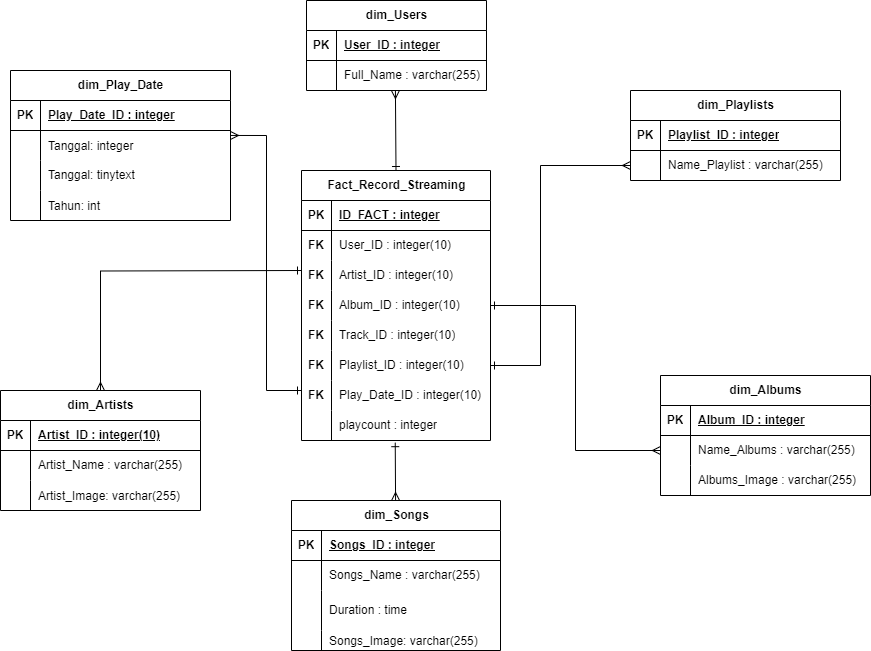 dim_Users
PK User_ID : integer
Full_Name : varchar(255)
dim_Play_Date
PK Play_Date_ID : integer
Tanggal: integer
Tanggal: tinytext
Tahun: int
dim_Playlists
PK Playlist_ID : integer
Name_Playlist : varchar(255)
Fact_Record_Streaming
PK ID_FACT : integer
FK User_ID : integer(10)
FK Artist_ID : integer(10)
FK Album_ID : integer(10)
FK Track_ID : integer(10)
FK Playlist_ID : integer(10)
FK Play_Date_ID : integer(10)
playcount : integer
dim_Artists
PK Artist_ID : integer(10)
Artist_Name : varchar(255)
Artist_Image: varchar(255)
dim_Albums
PK Album_ID : integer
Name_Albums : varchar(255)
Albums_Image : varchar(255)
dim_Songs
PK Songs_ID : integer
Songs_Name : varchar(255)
Duration : time
Songs_Image: varchar(255)